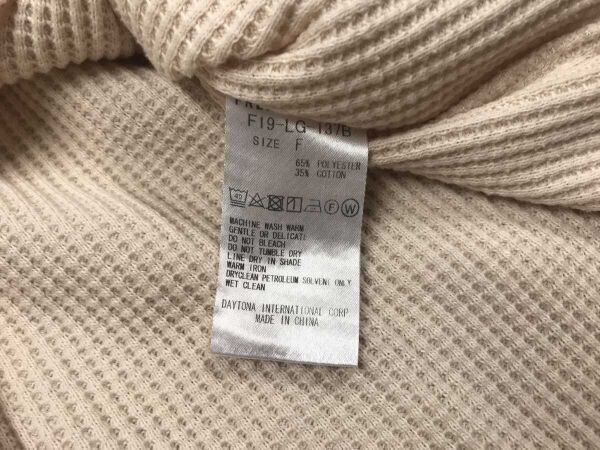 F19-LG 137B
SIZE F
65% POLYESTER
35% COTTON
40 F W
MACHINE WASH WARM
GENTLE OR DELICATE
DO NOT BLEACH
DO NOT TUMBLE DRY
LINE DRY IN SHADE
WARM IRON
DRYCLEAN PETROLEUM SOLVENT ONLY
WET CLEAN
DAYTONA INTERNATIONAL CORP
MADE IN CHINA